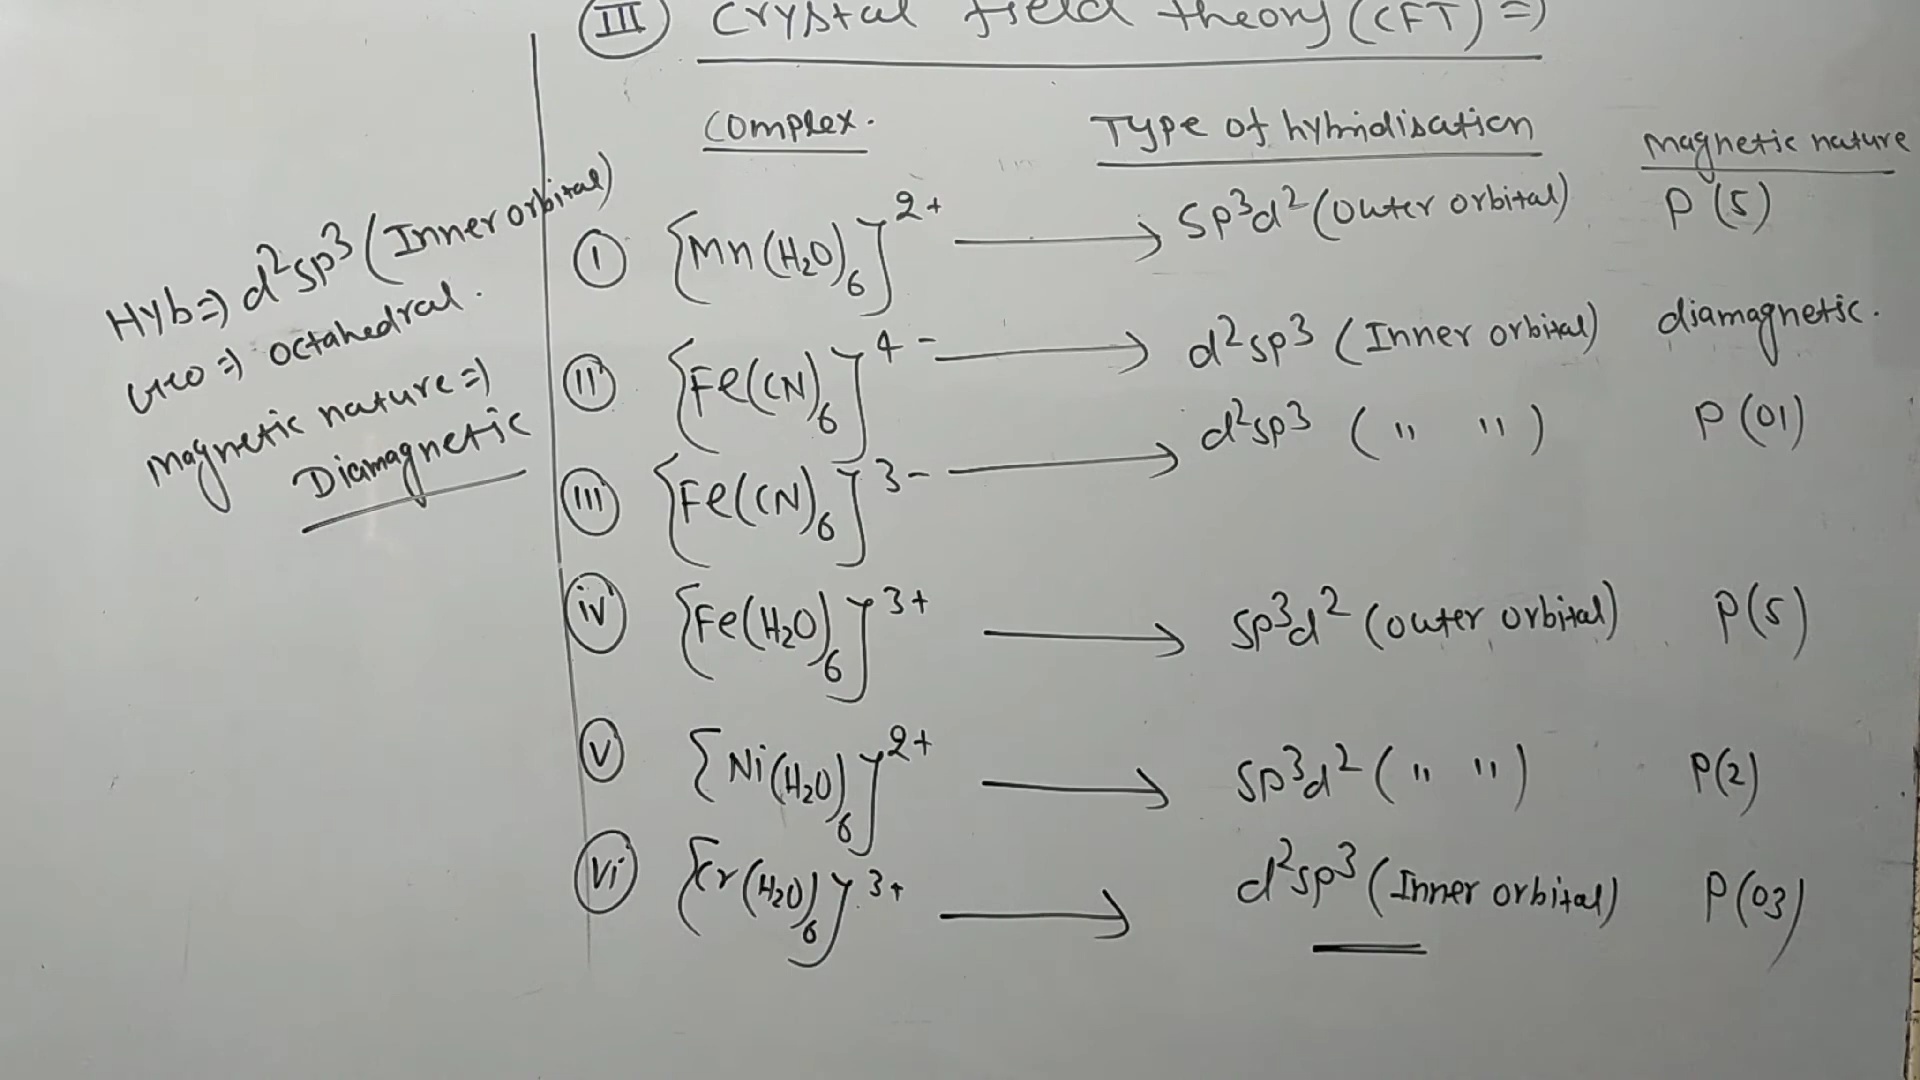 III Crystal field theory (CFT) =>
Complex. Type of hybridisation Magnetic nature
I [Mn(H₂O)₆]²⁺ → sp³d² (outer orbital) P(5)
II [Fe(CN)₆]⁴⁻ → d²sp³ (Inner orbital) diamagnetic.
III [Fe(CN)₆]³⁻ → d²sp³ (" ") P(01)
iv [Fe(H₂O)₆]³⁺ → sp³d² (outer orbital) P(5)
v [Ni(H₂O)₆]²⁺ → sp³d² (" ") P(2)
vi [Cr(H₂O)₆]³⁺ → d²sp³ (Inner orbital) P(03)
Hyb => d²sp³ (Inner orbital)
Geo => octahedral.
Magnetic nature =>
Diamagnetic